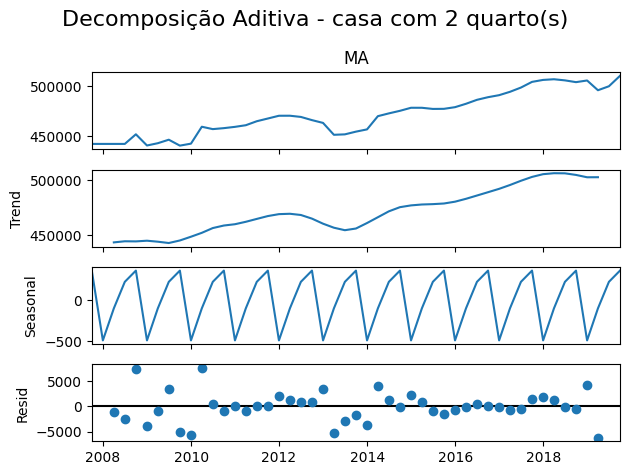 Decomposição Aditiva - casa com 2 quarto(s)
MA
500000
450000
Trend
500000
450000
Seasonal
0
−500
Resid
5000
0
−5000
2008 2010 2012 2014 2016 2018